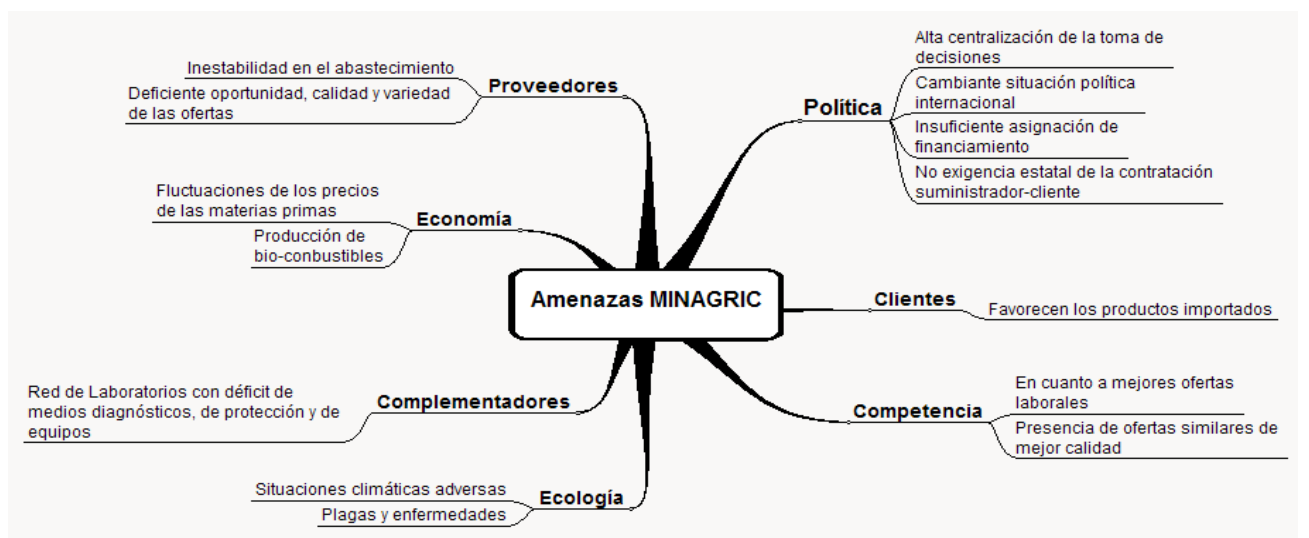 Amenazas MINAGRIC
Proveedores
Inestabilidad en el abastecimiento
Deficiente oportunidad, calidad y variedad
de las ofertas
Economía
Fluctuaciones de los precios
de las materias primas
Producción de
bio-conbustibles
Complementadores
Red de Laboratorios con déficit de
medios diagnósticos, de protección y de
equipos
Ecología
Situaciones climáticas adversas
Plagas y enfermedades
Política
Alta centralización de la toma de
decisiones
Cambiante situación política
internacional
Insuficiente asignación de
financiamiento
No exigencia estatal de la contratación
suministrador-cliente
Clientes
Favorecen los productos importados
Competencia
En cuanto a mejores ofertas
laborales
Presencia de ofertas similares de
mejor calidad